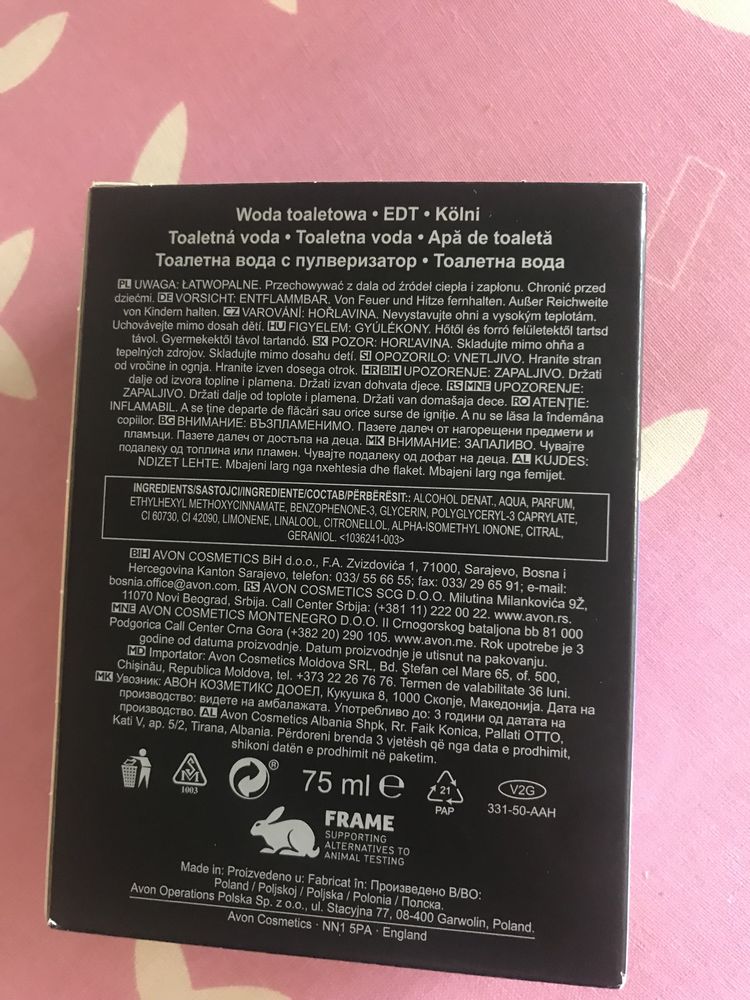 Woda toaletowa • EDT • Kölni
Toaletná voda • Toaletna voda • Apă de toaletă
Тоалетна вода с пулверизатор • Тоалетна вода
PL UWAGA: ŁATWOPALNE. Przechowywać z dala od źródeł ciepła i zapłonu. Chronić przed
dziećmi. DE VORSICHT: ENTFLAMMBAR. Von Feuer und Hitze fernhalten. Außer Reichweite
von Kindern halten. CZ VAROVÁNÍ: HOŘLAVINA. Nevystavujte ohni a vysokým teplotám.
Uchovávejte mimo dosah dětí. HU FIGYELEM: GYÚLÉKONY. Hőtől és forró felületektől tartsd
távol. Gyermekektől távol tartandó. SK POZOR: HORĽAVINA. Skladujte mimo ohňa a
tepelných zdrojov. Skladujte mimo dosahu detí. SI OPOZORILO: VNETLJIVO. Hranite stran
od vročine in ognja. Hranite izven dosega otrok. HR BIH UPOZORENJE: ZAPALJIVO. Držati
dalje od izvora topline i plamena. Držati izvan dohvata djece. RS MNE UPOZORENJE:
ZAPALJIVO. Držati dalje od toplote i plamena. Držati van domašaja dece. RO ATENȚIE:
INFLAMABIL. A se ține departe de flăcări sau orice surse de igniție. A nu se lăsa la îndemâna
copiilor. BG ВНИМАНИЕ: ВЪЗПЛАМЕНИМО. Пазете далеч от нагорещени предмети и
пламъци. Пазете далеч от достъпа на деца. MK ВНИМАНИЕ: ЗАПАЛИВО. Чувајте
подалеку од топлина или пламен. Чувајте подалеку од дофат на деца. AL KUJDES:
NDIZET LEHTE. Mbajeni larg nga nxehtesia dhe flaket. Mbajeni larg nga femijet.
INGREDIENTS/SASTOJCI/INGREDIENTE/СОСТАВ/PËRBËRËSIT:: ALCOHOL DENAT., AQUA, PARFUM,
ETHYLHEXYL METHOXYCINNAMATE, BENZOPHENONE-3, GLYCERIN, POLYGLYCERYL-3 CAPRYLATE,
CI 60730, CI 42090, LIMONENE, LINALOOL, CITRONELLOL, ALPHA-ISOMETHYL IONONE, CITRAL,
GERANIOL. <1036241-003>
BIH AVON COSMETICS BiH d.o.o., F.A. Zvizdovića 1, 71000, Sarajevo, Bosna i
Hercegovina Kanton Sarajevo, telefon: 033/ 55 66 55; fax: 033/ 29 65 91; e-mail:
bosnia.office@avon.com. RS AVON COSMETICS SCG D.O.O. Milutina Milankovića 9Ž,
11070 Novi Beograd, Srbija. Call Center Srbija: (+381 11) 222 00 22. www.avon.rs.
MNE AVON COSMETICS MONTENEGRO D.O.O. II Crnogorskog bataljona bb 81 000
Podgorica Call Center Crna Gora (+382 20) 290 105. www.avon.me. Rok upotrebe je 3
godine od datuma proizvodnje. Datum proizvodnje je utisnut na pakovanju.
MD Importator: Avon Cosmetics Moldova SRL, Bd. Ștefan cel Mare 65, of. 500,
Chișinău, Republica Moldova, tel. +373 22 26 76 76. Termen de valabilitate 36 luni.
MK Увозник: АВОН КОЗМЕТИКС ДООЕЛ, Кукушка 8, 1000 Скопје, Македонија. Дата на
производство: видете на амбалажата. Употребливо до: 3 години од датата на
производство. AL Avon Cosmetics Albania Shpk, Rr. Faik Konica, Pallati OTTO,
Kati V, ap. 5/2, Tirana, Albania. Përdoreni brenda 3 vjetësh që nga data e prodhimit,
shikoni datën e prodhimit në paketim.
1003
®
75 ml e
21
PAP
V2G
331-50-AAH
FRAME
SUPPORTING
ALTERNATIVES TO
ANIMAL TESTING
Made in: Proizvedeno u: Fabricat în: Произведено В/ВО:
Poland / Poljskoj / Poljska / Polonia / Полска.
Avon Operations Polska Sp. z o.o., ul. Stacyjna 77, 08-400 Garwolin, Poland.
Avon Cosmetics · NN1 5PA · England